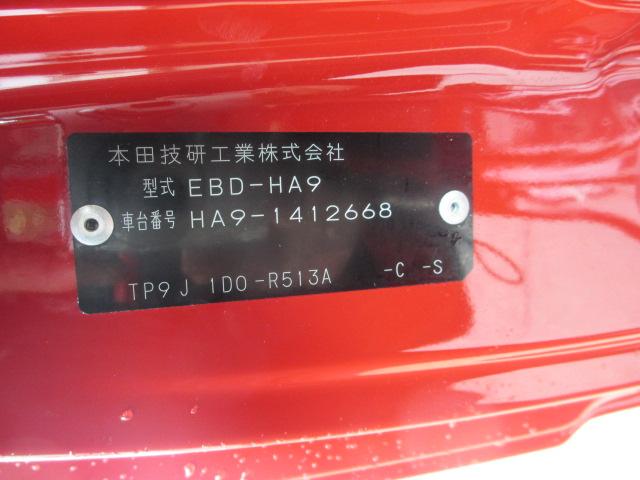 本田技研工業株式会社
型式 EBD-HA9
車台番号 HA9-1412668
TP9J 1D0-R513A -C -S